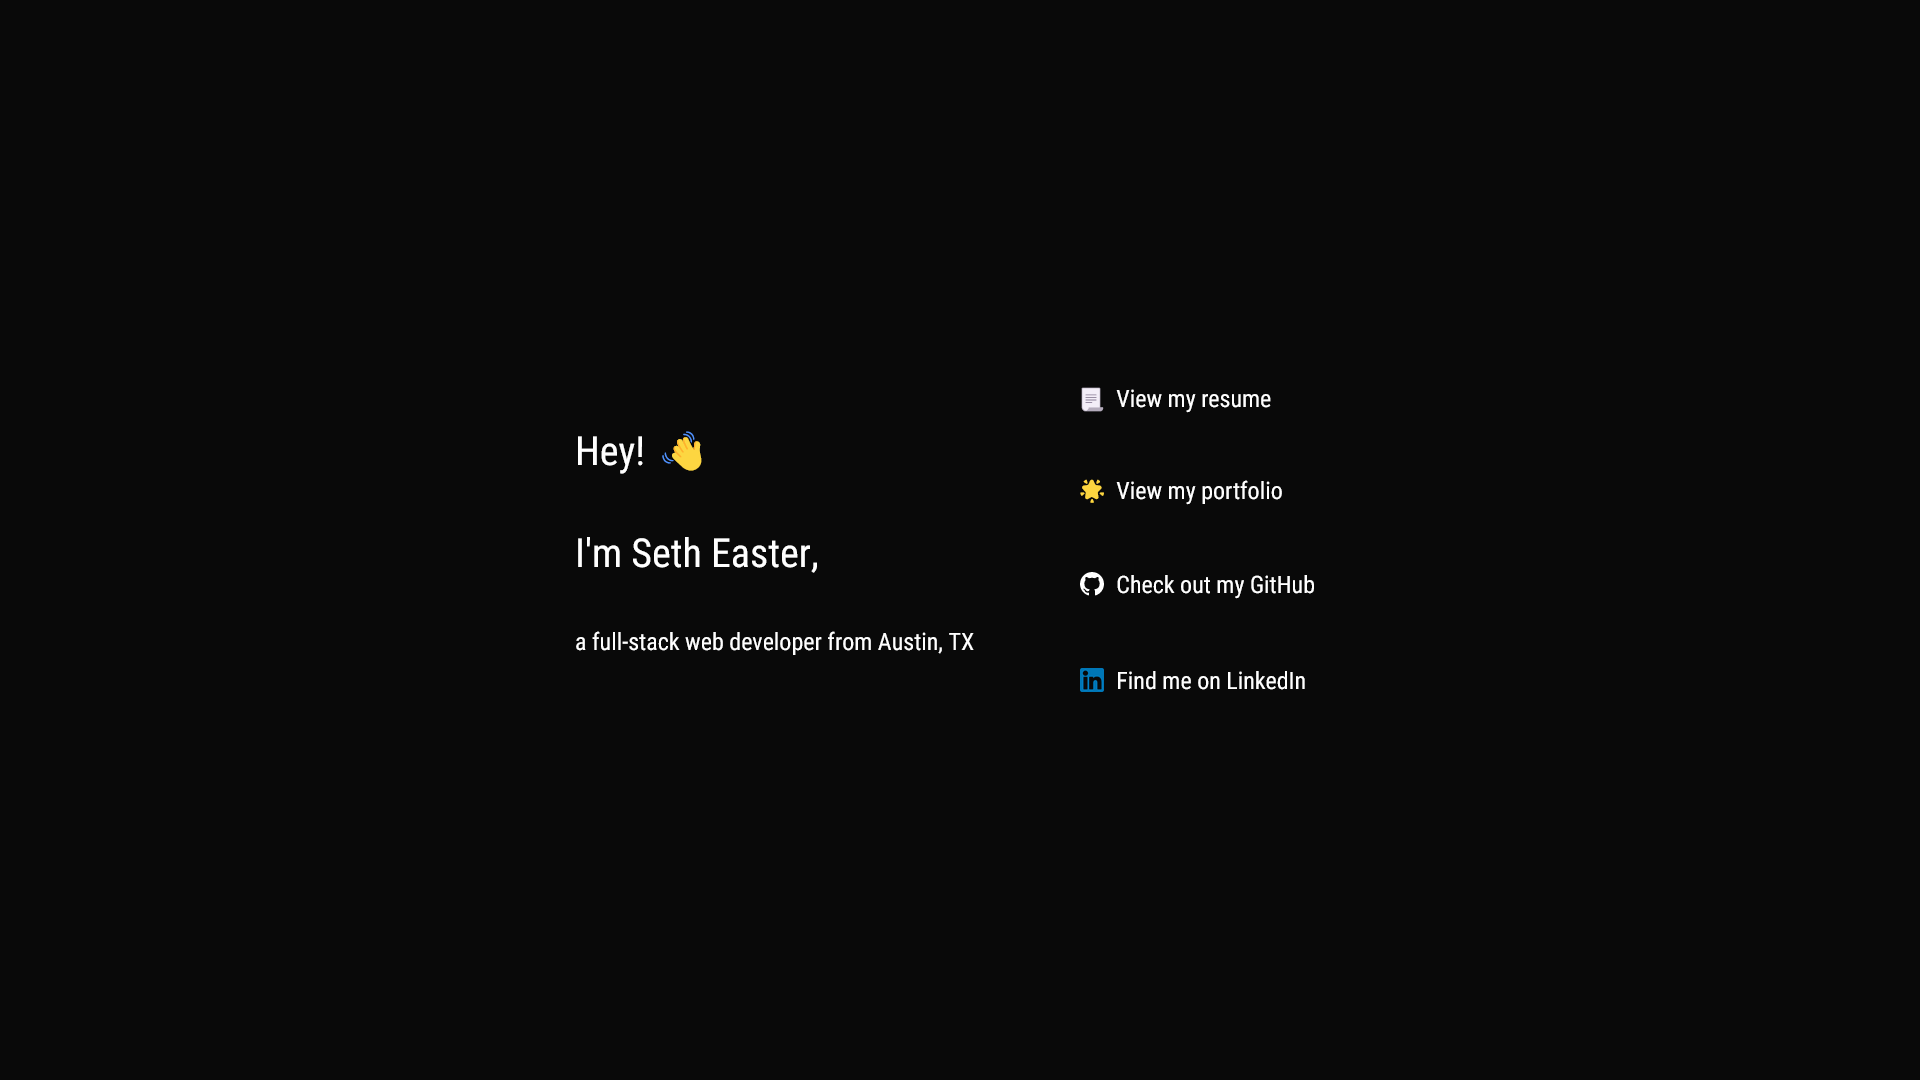 Hey! 👋
I'm Seth Easter,
a full-stack web developer from Austin, TX
View my resume
View my portfolio
Check out my GitHub
Find me on LinkedIn